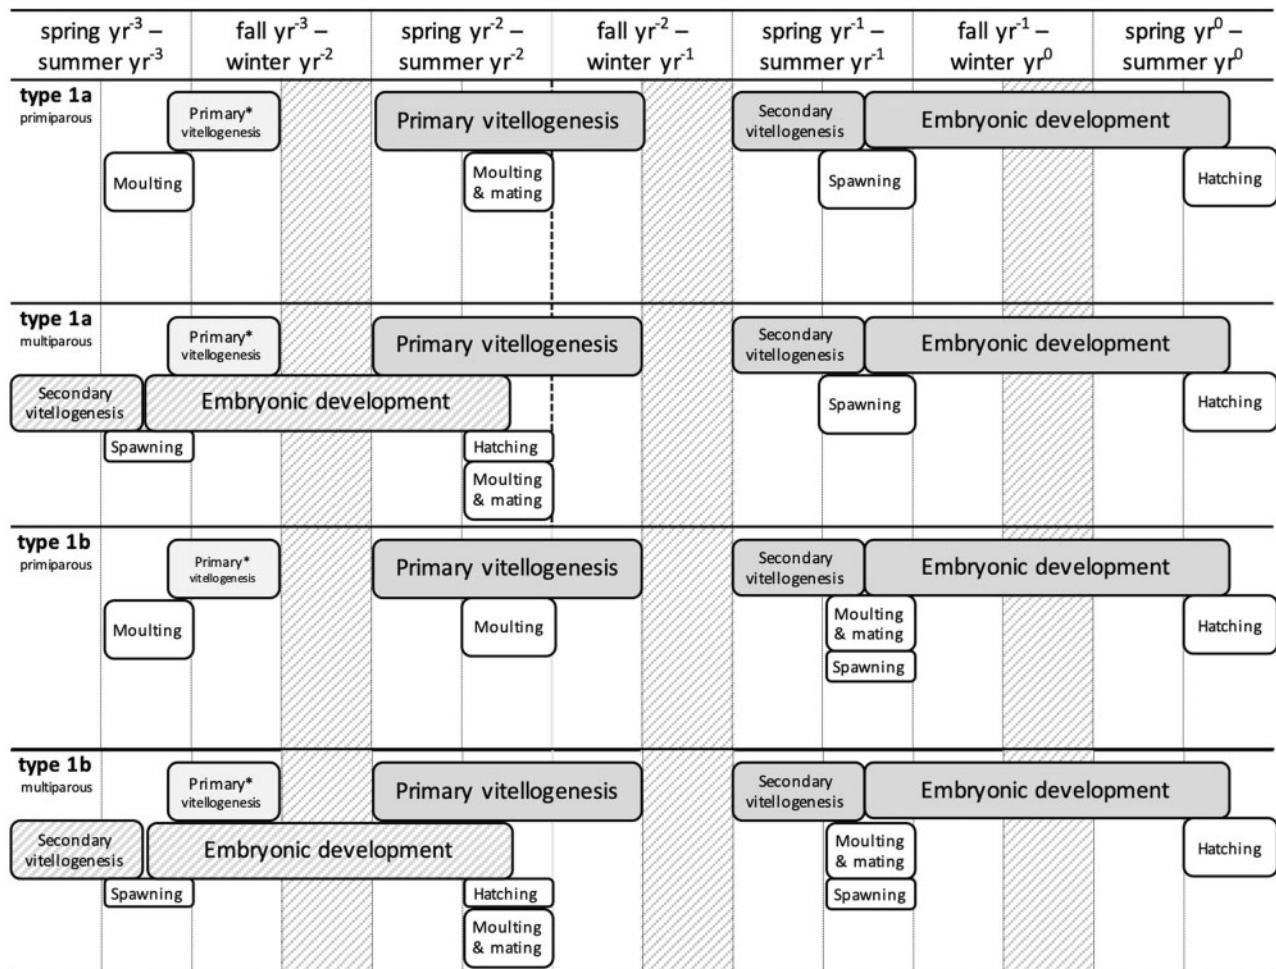 spring yr-3 –
summer yr-3
fall yr-3 –
winter yr-2
spring yr-2 –
summer yr-2
fall yr-2 –
winter yr-1
spring yr-1 –
summer yr-1
fall yr-1 –
winter yr0
spring yr0 –
summer yr0
type 1a
primiparous
Primary*
vitellogenesis
Primary vitellogenesis
Secondary
vitellogenesis
Embryonic development
Moulting
Moulting
& mating
Spawning
Hatching
type 1a
multiparous
Primary*
vitellogenesis
Primary vitellogenesis
Secondary
vitellogenesis
Embryonic development
Secondary
vitellogenesis
Embryonic development
Spawning
Hatching
Spawning
Hatching
Moulting
& mating
type 1b
primiparous
Primary*
vitellogenesis
Primary vitellogenesis
Secondary
vitellogenesis
Embryonic development
Moulting
Moulting
Moulting
& mating
Hatching
Spawning
type 1b
multiparous
Primary*
vitellogenesis
Primary vitellogenesis
Secondary
vitellogenesis
Embryonic development
Secondary
vitellogenesis
Embryonic development
Moulting
& mating
Hatching
Spawning
Hatching
Spawning
Moulting
& mating